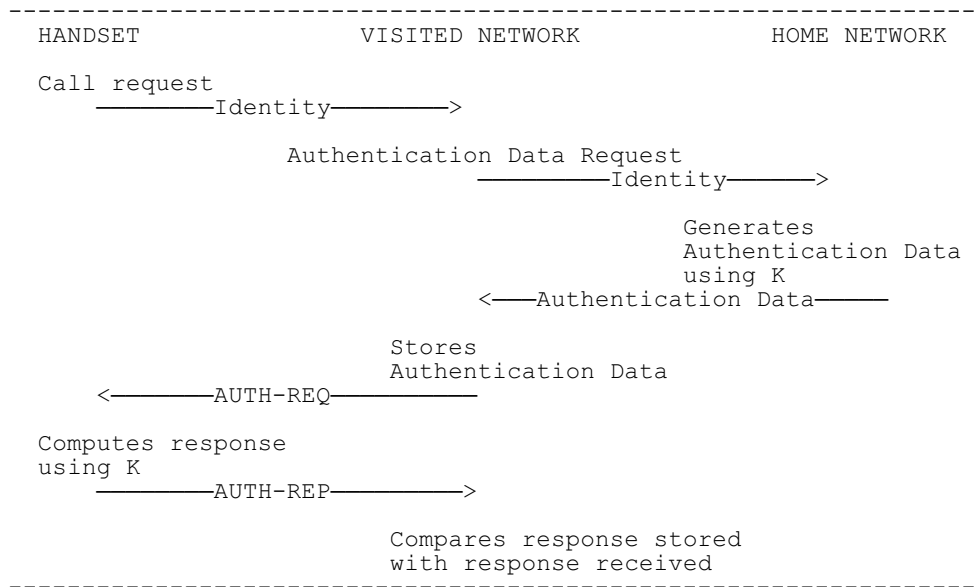 HANDSET VISITED NETWORK HOME NETWORK
Call request
————————Identity————————>
Authentication Data Request
—————————Identity——————>
Generates
Authentication Data
using K
<———Authentication Data—————
Stores
Authentication Data
<———————AUTH-REQ——————————
Computes response
using K
————————AUTH-REP—————————>
Compares response stored
with response received